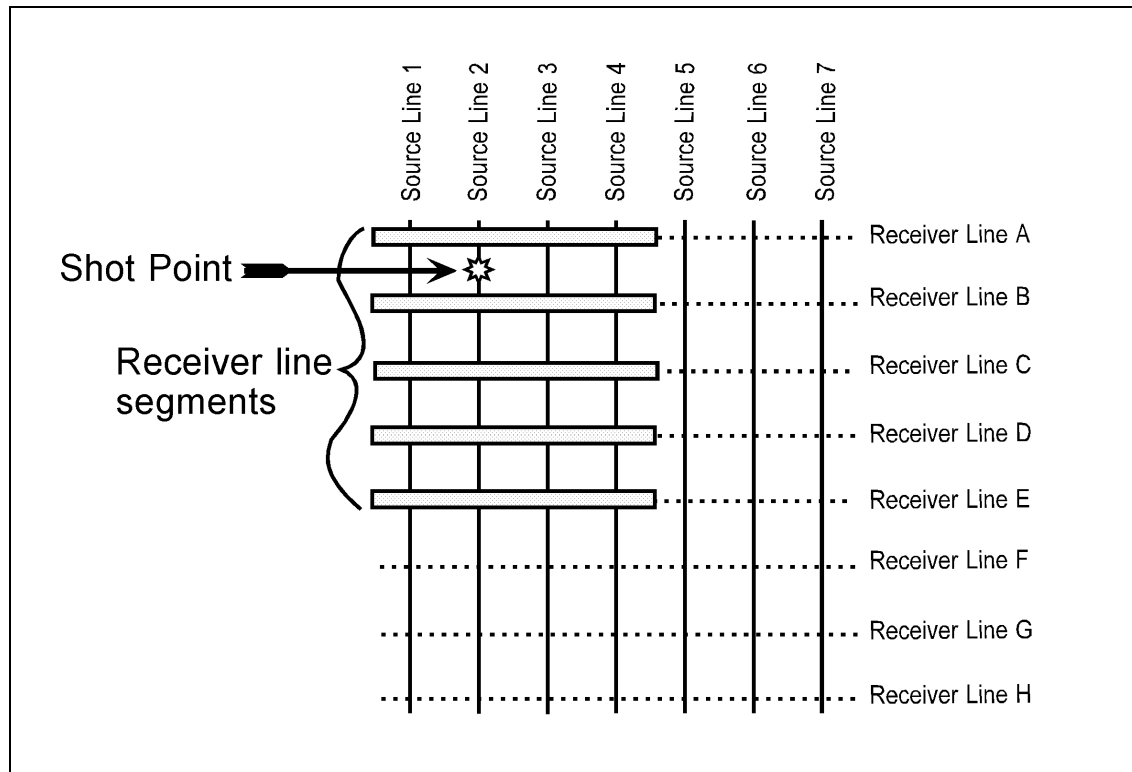 Source Line 1
Source Line 2
Source Line 3
Source Line 4
Source Line 5
Source Line 6
Source Line 7
Receiver Line A
Shot Point
Receiver Line B
Receiver line
segments
Receiver Line C
Receiver Line D
Receiver Line E
Receiver Line F
Receiver Line G
Receiver Line H